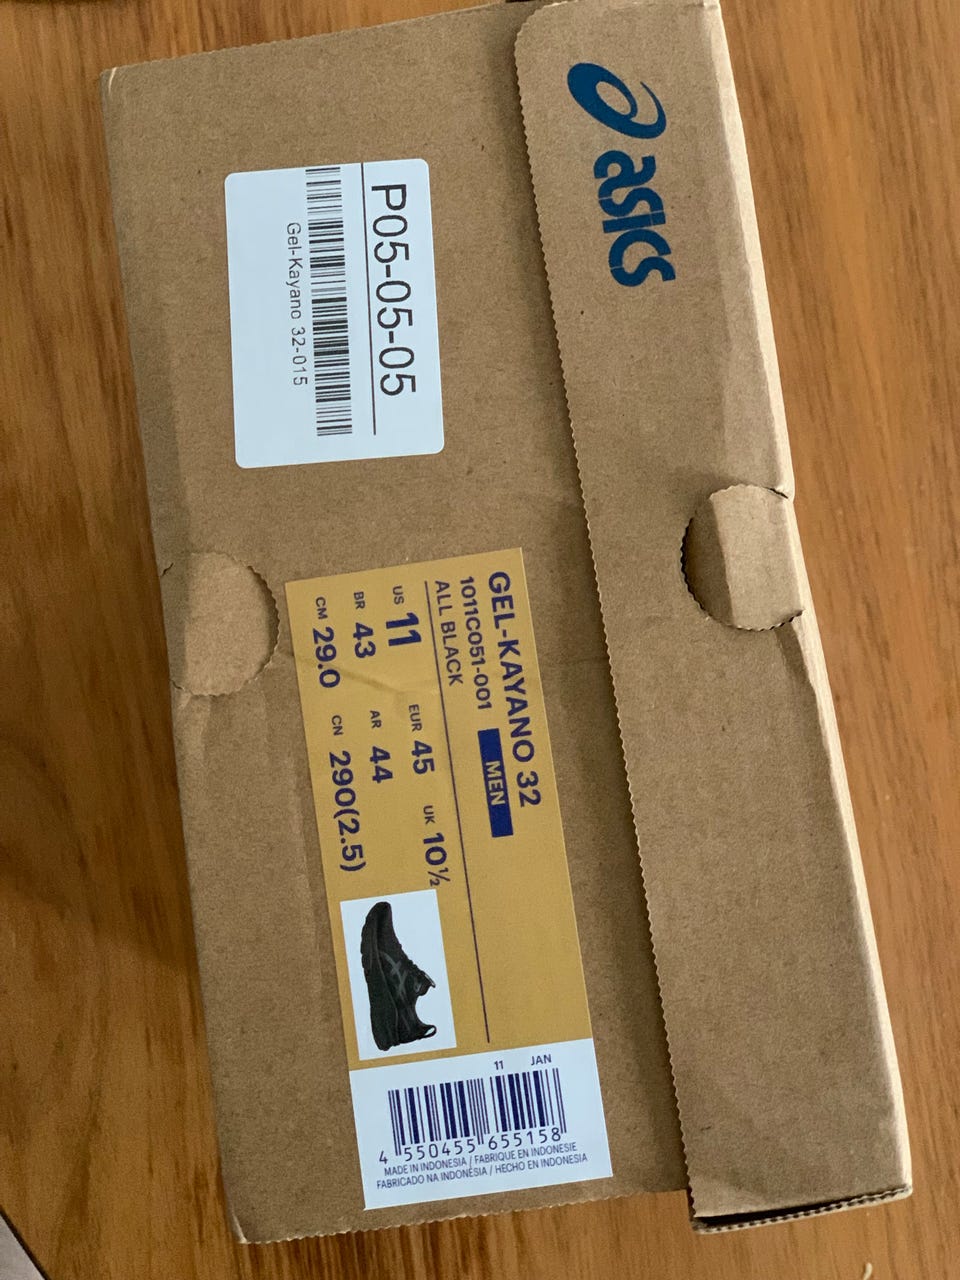 asics
P05-05-05
Gel-Kayano 32-015
GEL-KAYANO 32
1011C051-001 MEN
ALL BLACK
US 11 EUR 45 UK 10½
BR 43 AR 44
CM 29.0 CN 290(2.5)
11 JAN
4 550455 655158
MADE IN INDONESIA / FABRIQUE EN INDONESIE
FABRICADO NA INDONÉSIA / HECHO EN INDONESIA